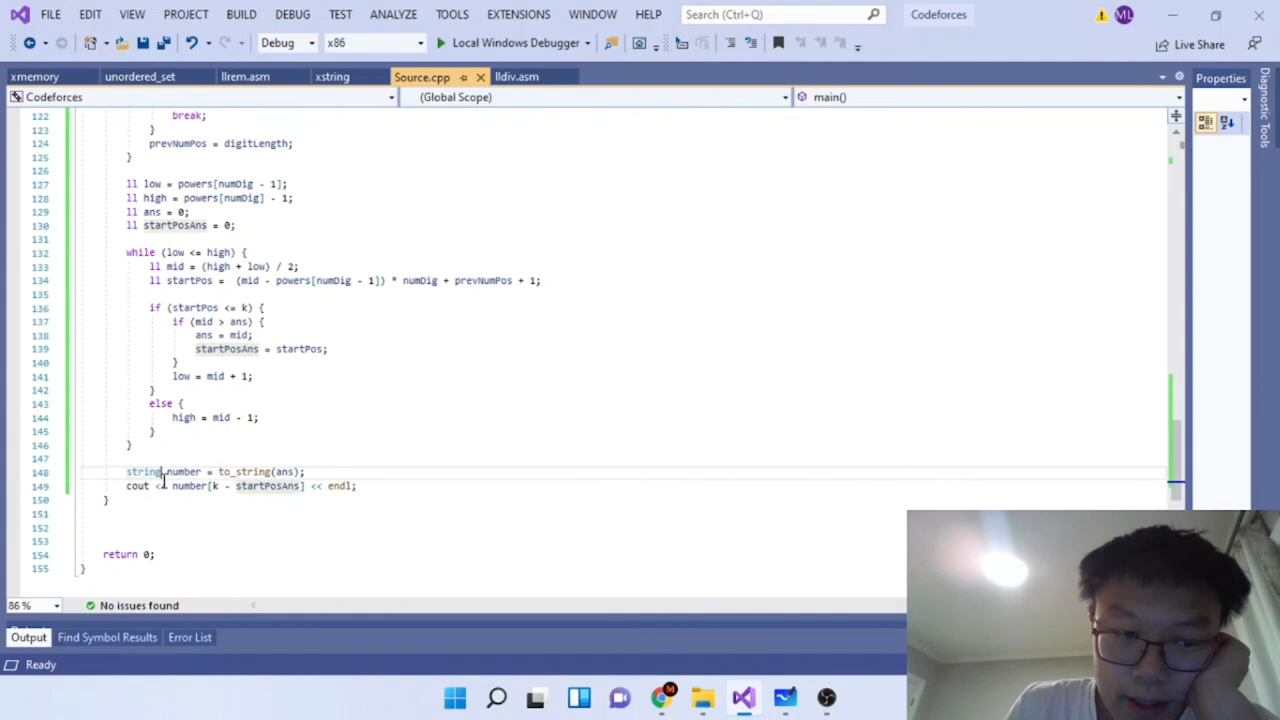 FILE EDIT VIEW PROJECT BUILD DEBUG TEST ANALYZE TOOLS EXTENSIONS WINDOW HELP Search (Ctrl+Q) Codeforces ML
Debug x86 Local Windows Debugger Live Share
xmemory unordered_set llrem.asm xstring Source.cpp lldiv.asm Properties
Codeforces (Global Scope) main()
Diagnostic Tools
122 break;
123 }
124 prevNumPos = digitLength;
125 }
126
127 ll low = powers[numDig - 1];
128 ll high = powers[numDig] - 1;
129 ll ans = 0;
130 ll startPosAns = 0;
131
132 while (low <= high) {
133 ll mid = (high + low) / 2;
134 ll startPos =  (mid - powers[numDig - 1]) * numDig + prevNumPos + 1;
135
136 if (startPos <= k) {
137 if (mid > ans) {
138 ans = mid;
139 startPosAns = startPos;
140 }
141 low = mid + 1;
142 }
143 else {
144 high = mid - 1;
145 }
146 }
147
148 string number = to_string(ans);
149 cout << number[k - startPosAns] << endl;
150 }
151
152
153
154 return 0;
155 }
86 % No issues found
Output Find Symbol Results Error List
Ready